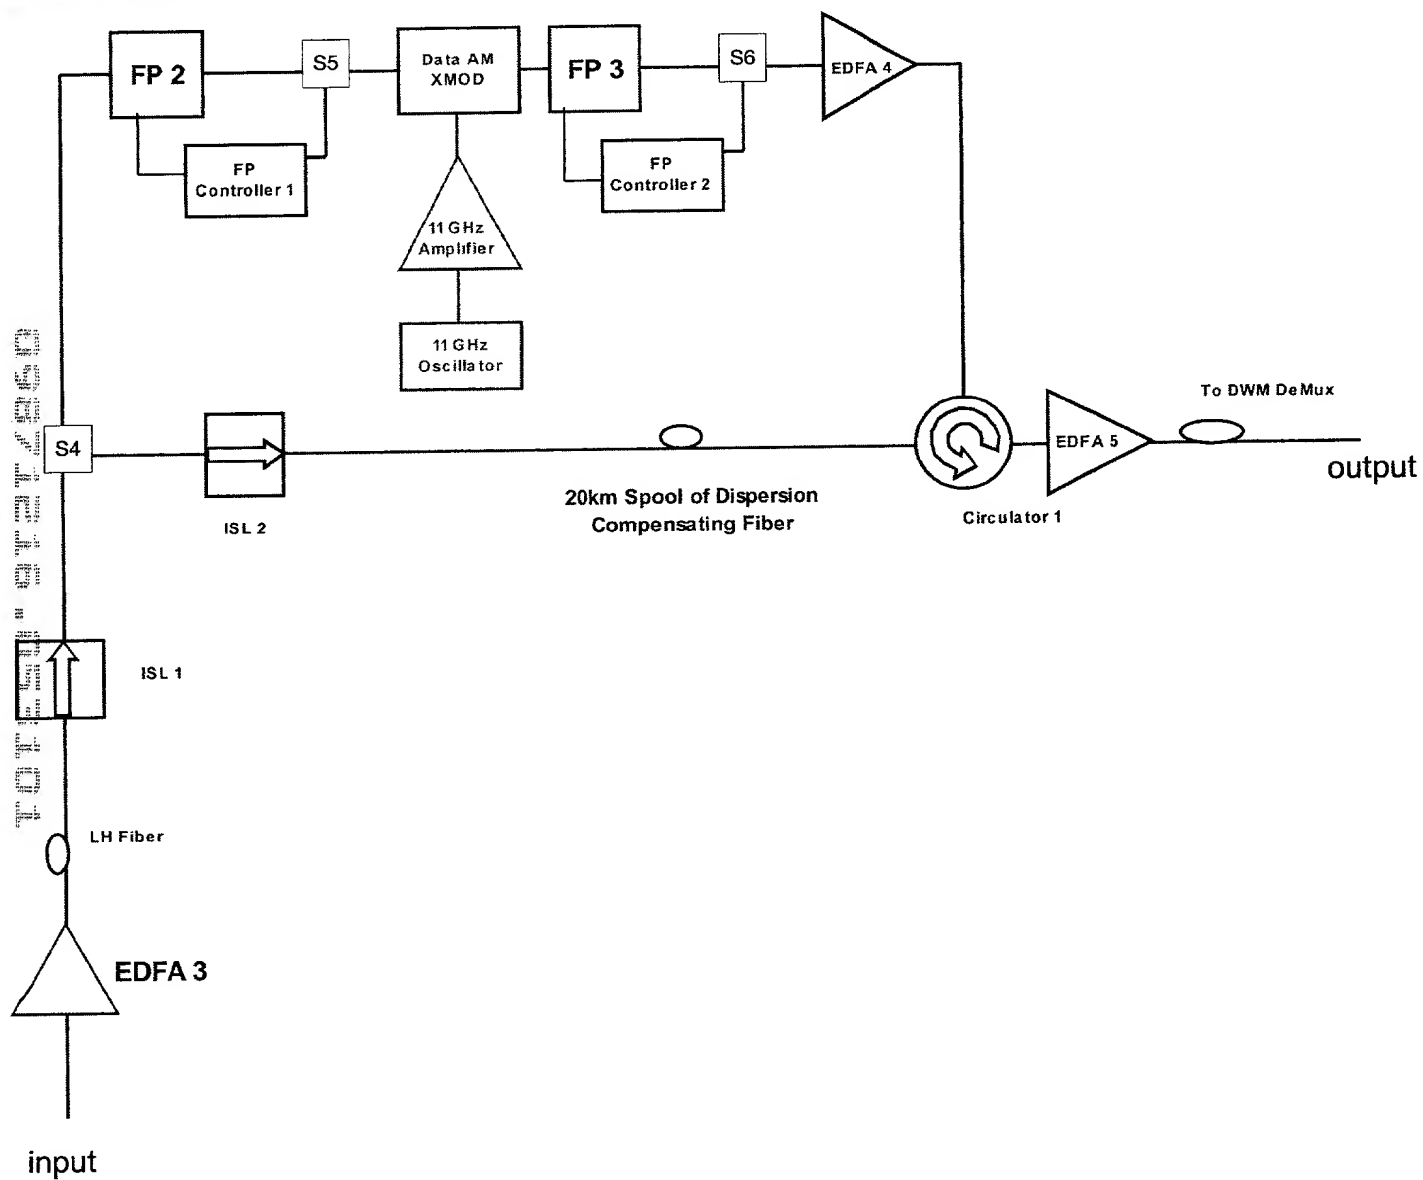 FP 2
S5
Data AM
XMOD
FP 3
S6
EDFA 4
FP
Controller 1
FP
Controller 2
11 GHz
Amplifier
11 GHz
Oscillator
To DWM DeMux
S4
EDFA 5
output
20km Spool of Dispersion
Compensating Fiber
ISL 2
Circulator 1
ISL 1
LH Fiber
EDFA 3
input